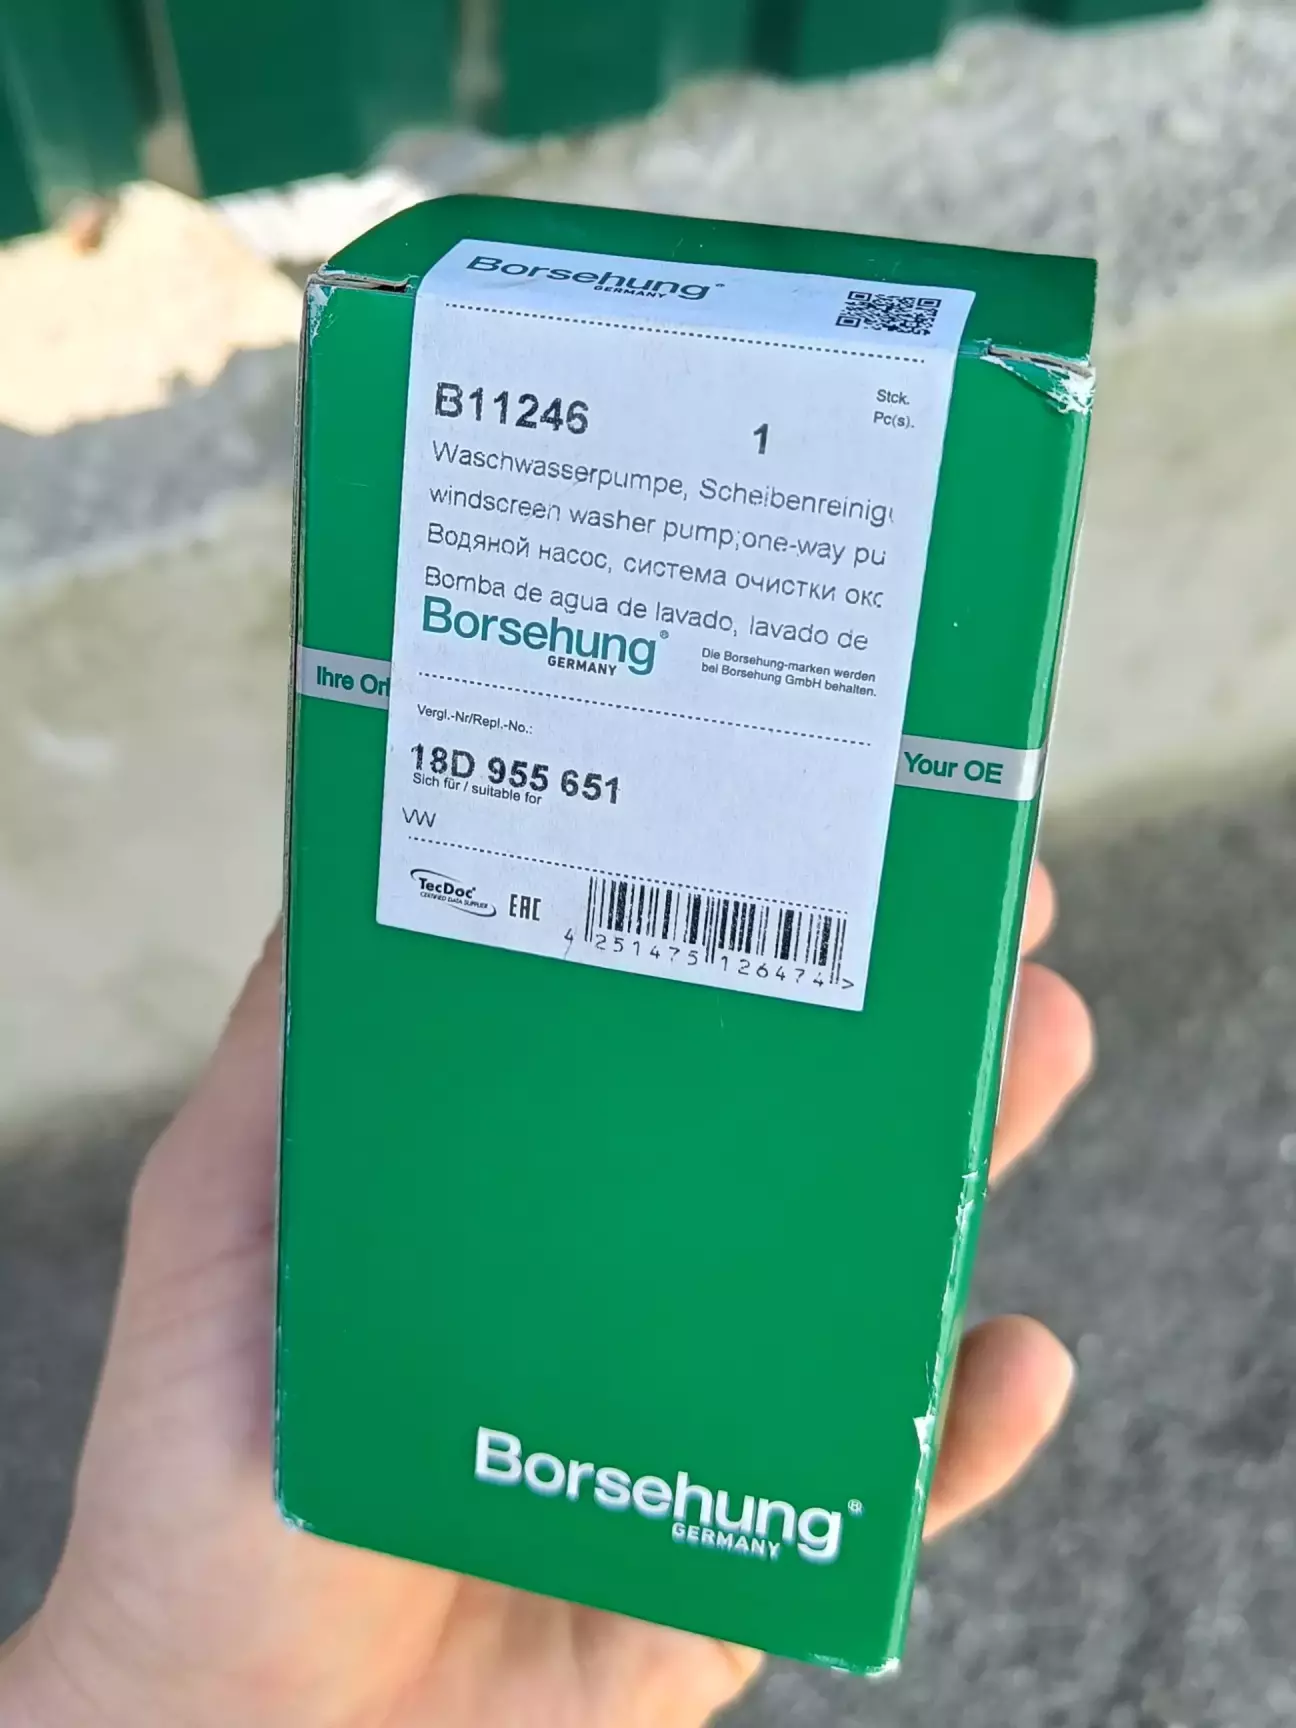 Borsehung®
GERMANY
B11246
1
Stck.
Pc(s).
Waschwasserpumpe, Scheibenreinig
windscreen washer pump;one-way pu
Водяной насос, система очистки окс
Bomba de agua de lavado, lavado de
Borsehung®
GERMANY
Die Borsehung-marken werden
bei Borsehung GmbH behalten.
Ihre Ori
Your OE
Vergl.-Nr/Repl.-No.:
18D 955 651
Sich für / suitable for
VW
TecDoc®
CERTIFIED DATA SUPPLIER
EAC
4 251475 126474 >
Borsehung®
GERMANY